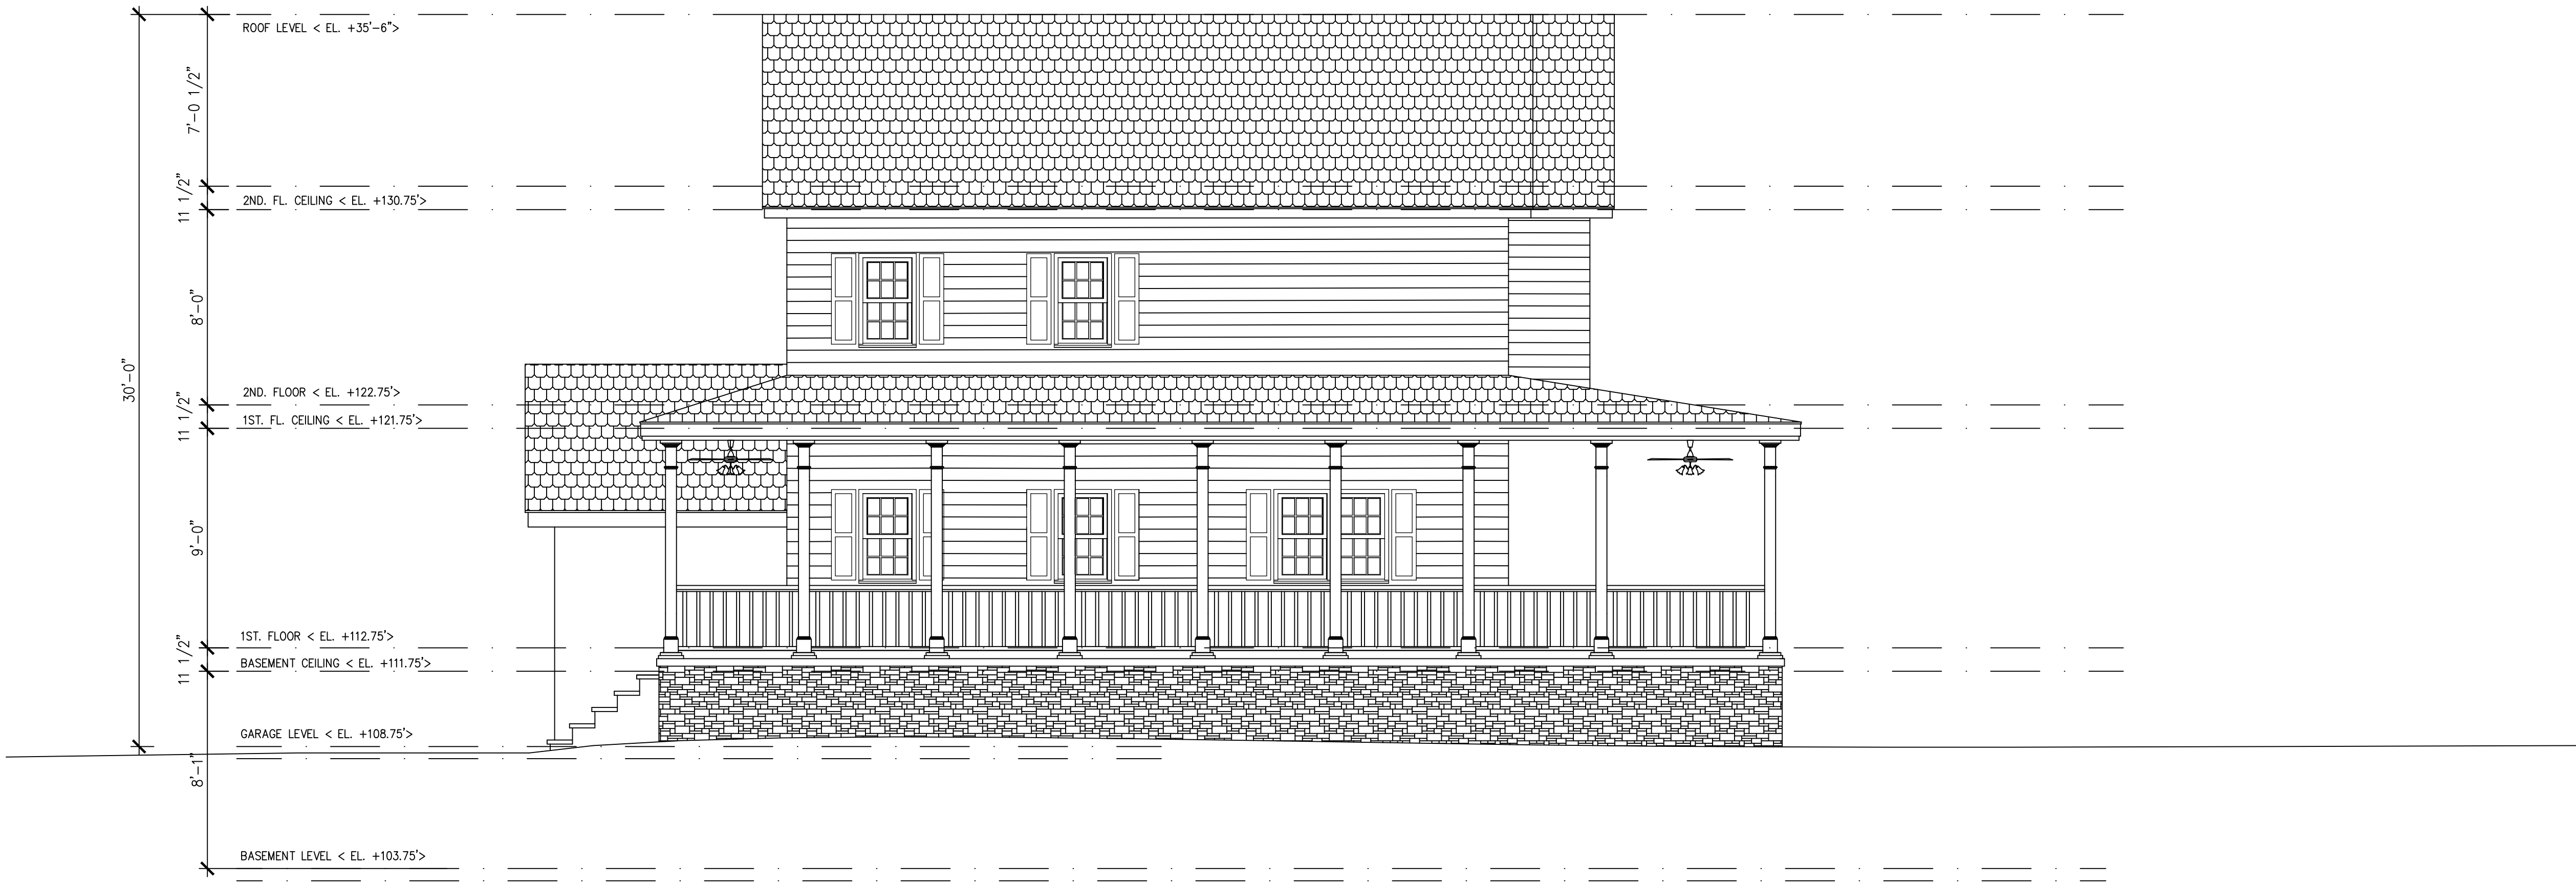 ROOF LEVEL < EL. +35'-6">
7'-0 1/2"
11 1/2"
2ND. FL. CEILING < EL. +130.75'>
8'-0"
30'-0"
2ND. FLOOR < EL. +122.75'>
11 1/2"
1ST. FL. CEILING < EL. +121.75'>
9'-0"
1ST. FLOOR < EL. +112.75'>
11 1/2"
BASEMENT CEILING < EL. +111.75'>
GARAGE LEVEL < EL. +108.75'>
8'-1"
BASEMENT LEVEL < EL. +103.75'>